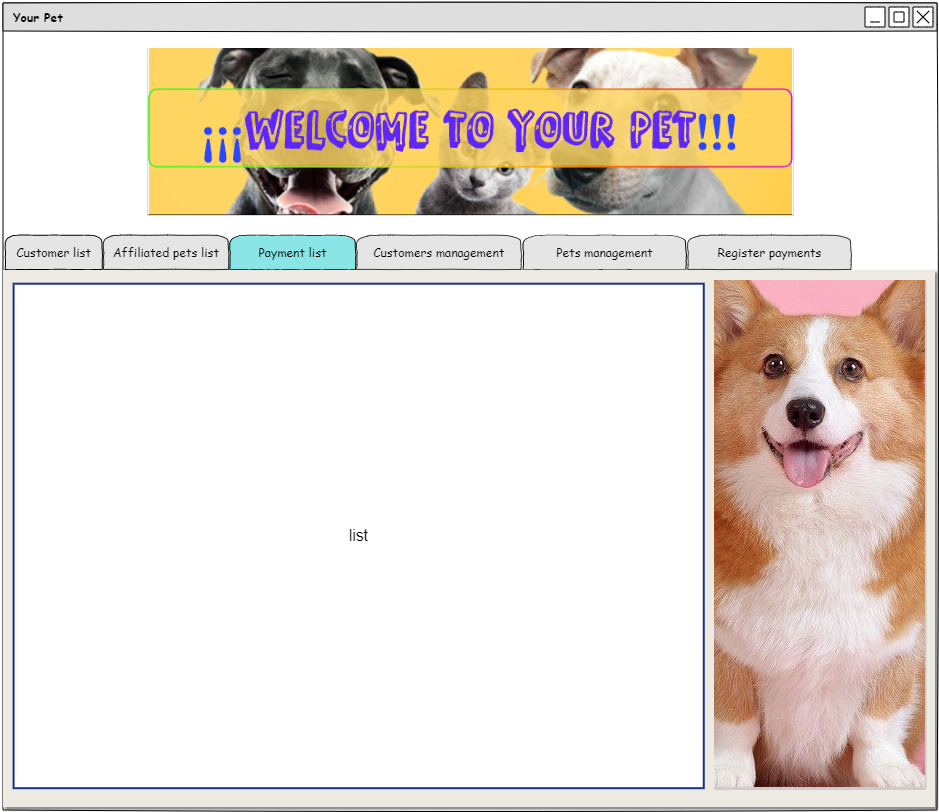 Your Pet
¡¡¡WELCOME TO YOUR PET!!!
Customer list
Affiliated pets list
Payment list
Customers management
Pets management
Register payments
list